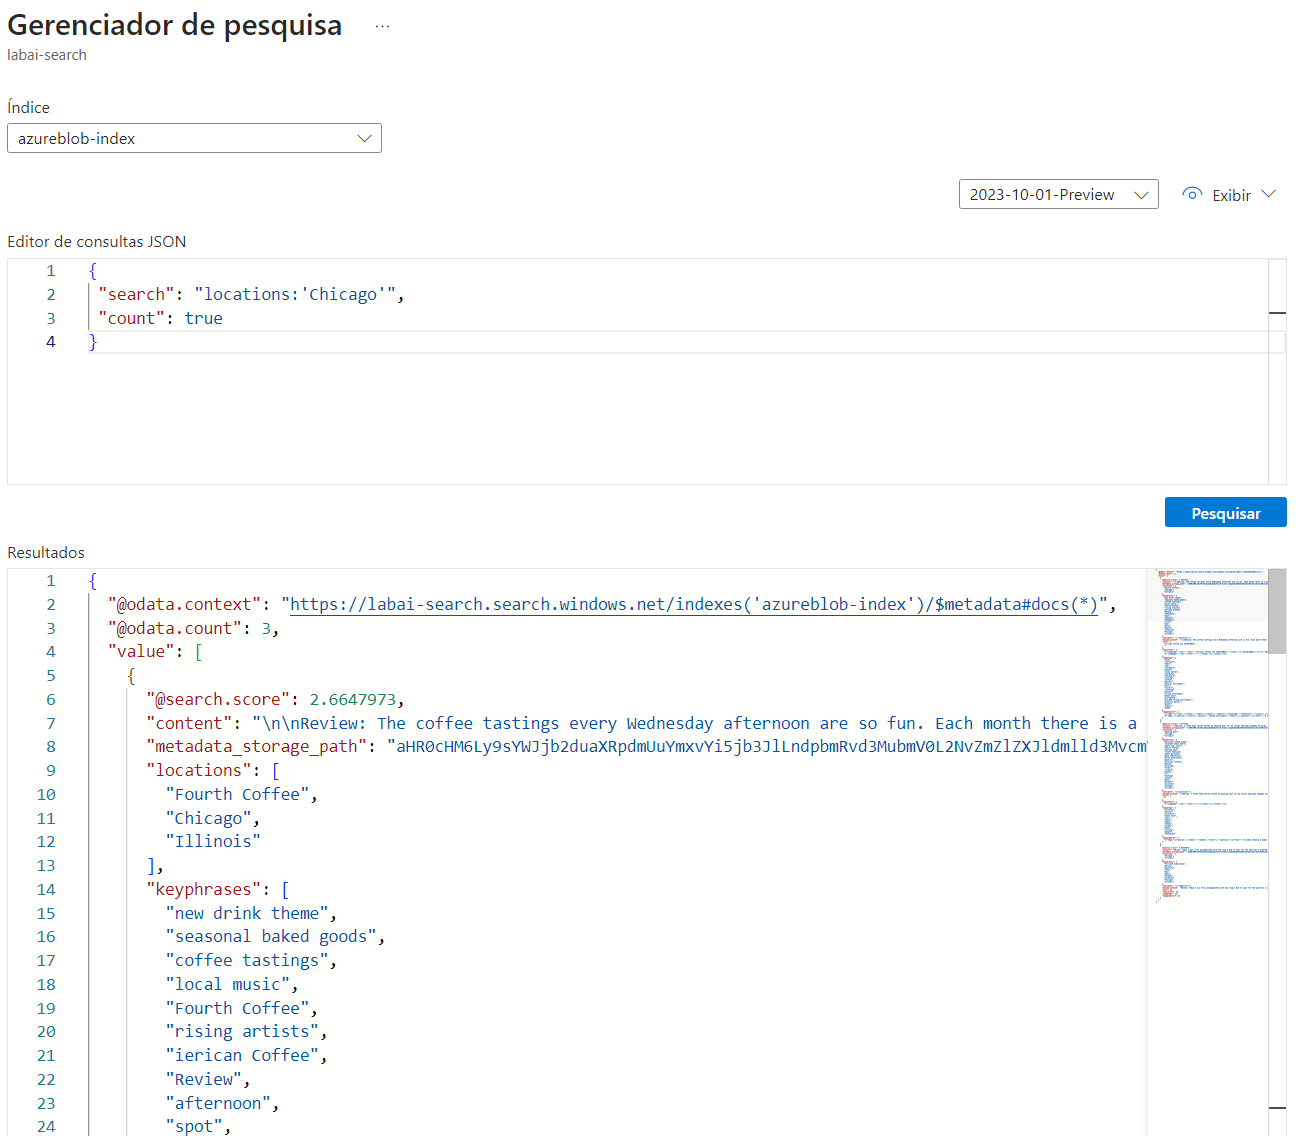 Gerenciador de pesquisa ...
labai-search
Índice
azureblob-index
2023-10-01-Preview Exibir
Editor de consultas JSON
1 {
2 "search": "locations:'Chicago'",
3 "count": true
4 }
Pesquisar
Resultados
1 {
2 "@odata.context": "https://labai-search.search.windows.net/indexes('azureblob-index')/$metadata#docs(*)",
3 "@odata.count": 3,
4 "value": [
5 {
6 "@search.score": 2.6647973,
7 "content": "\n\nReview: The coffee tastings every Wednesday afternoon are so fun. Each month there is a
8 "metadata_storage_path": "aHR0cHM6Ly9sYWJjb2duaXRpdmUuYmxvYi5jb3JlLndpbmRvd3MubmV0L2NvZmZlZXJldmlld3Mvcm
9 "locations": [
10 "Fourth Coffee",
11 "Chicago",
12 "Illinois"
13 ],
14 "keyphrases": [
15 "new drink theme",
16 "seasonal baked goods",
17 "coffee tastings",
18 "local music",
19 "Fourth Coffee",
20 "rising artists",
21 "ierican Coffee",
22 "Review",
23 "afternoon",
24 "spot",